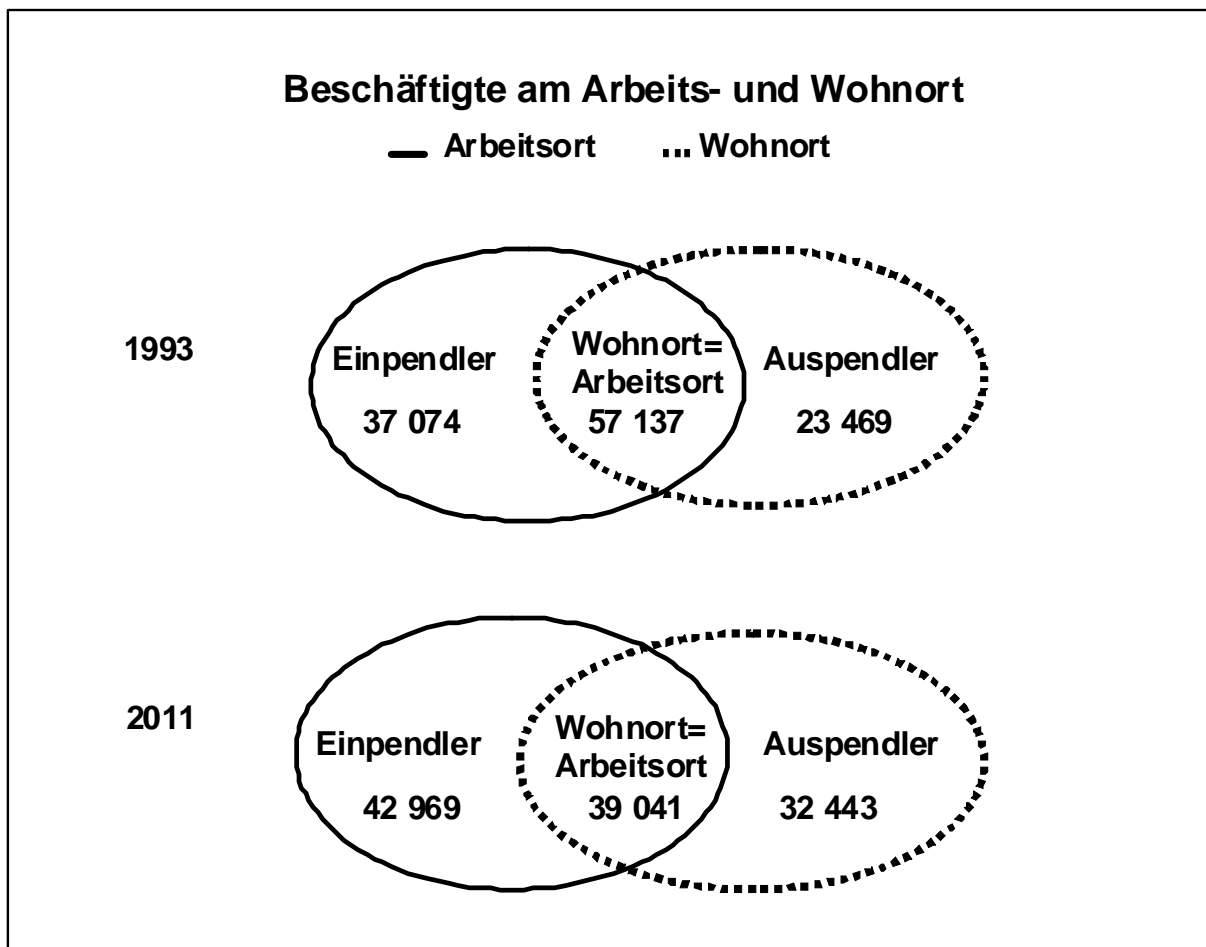 Beschäftigte am Arbeits- und Wohnort
Arbeitsort Wohnort
1993
Einpendler
37 074
Wohnort=
Arbeitsort
57 137
Auspendler
23 469
2011
Einpendler
42 969
Wohnort=
Arbeitsort
39 041
Auspendler
32 443